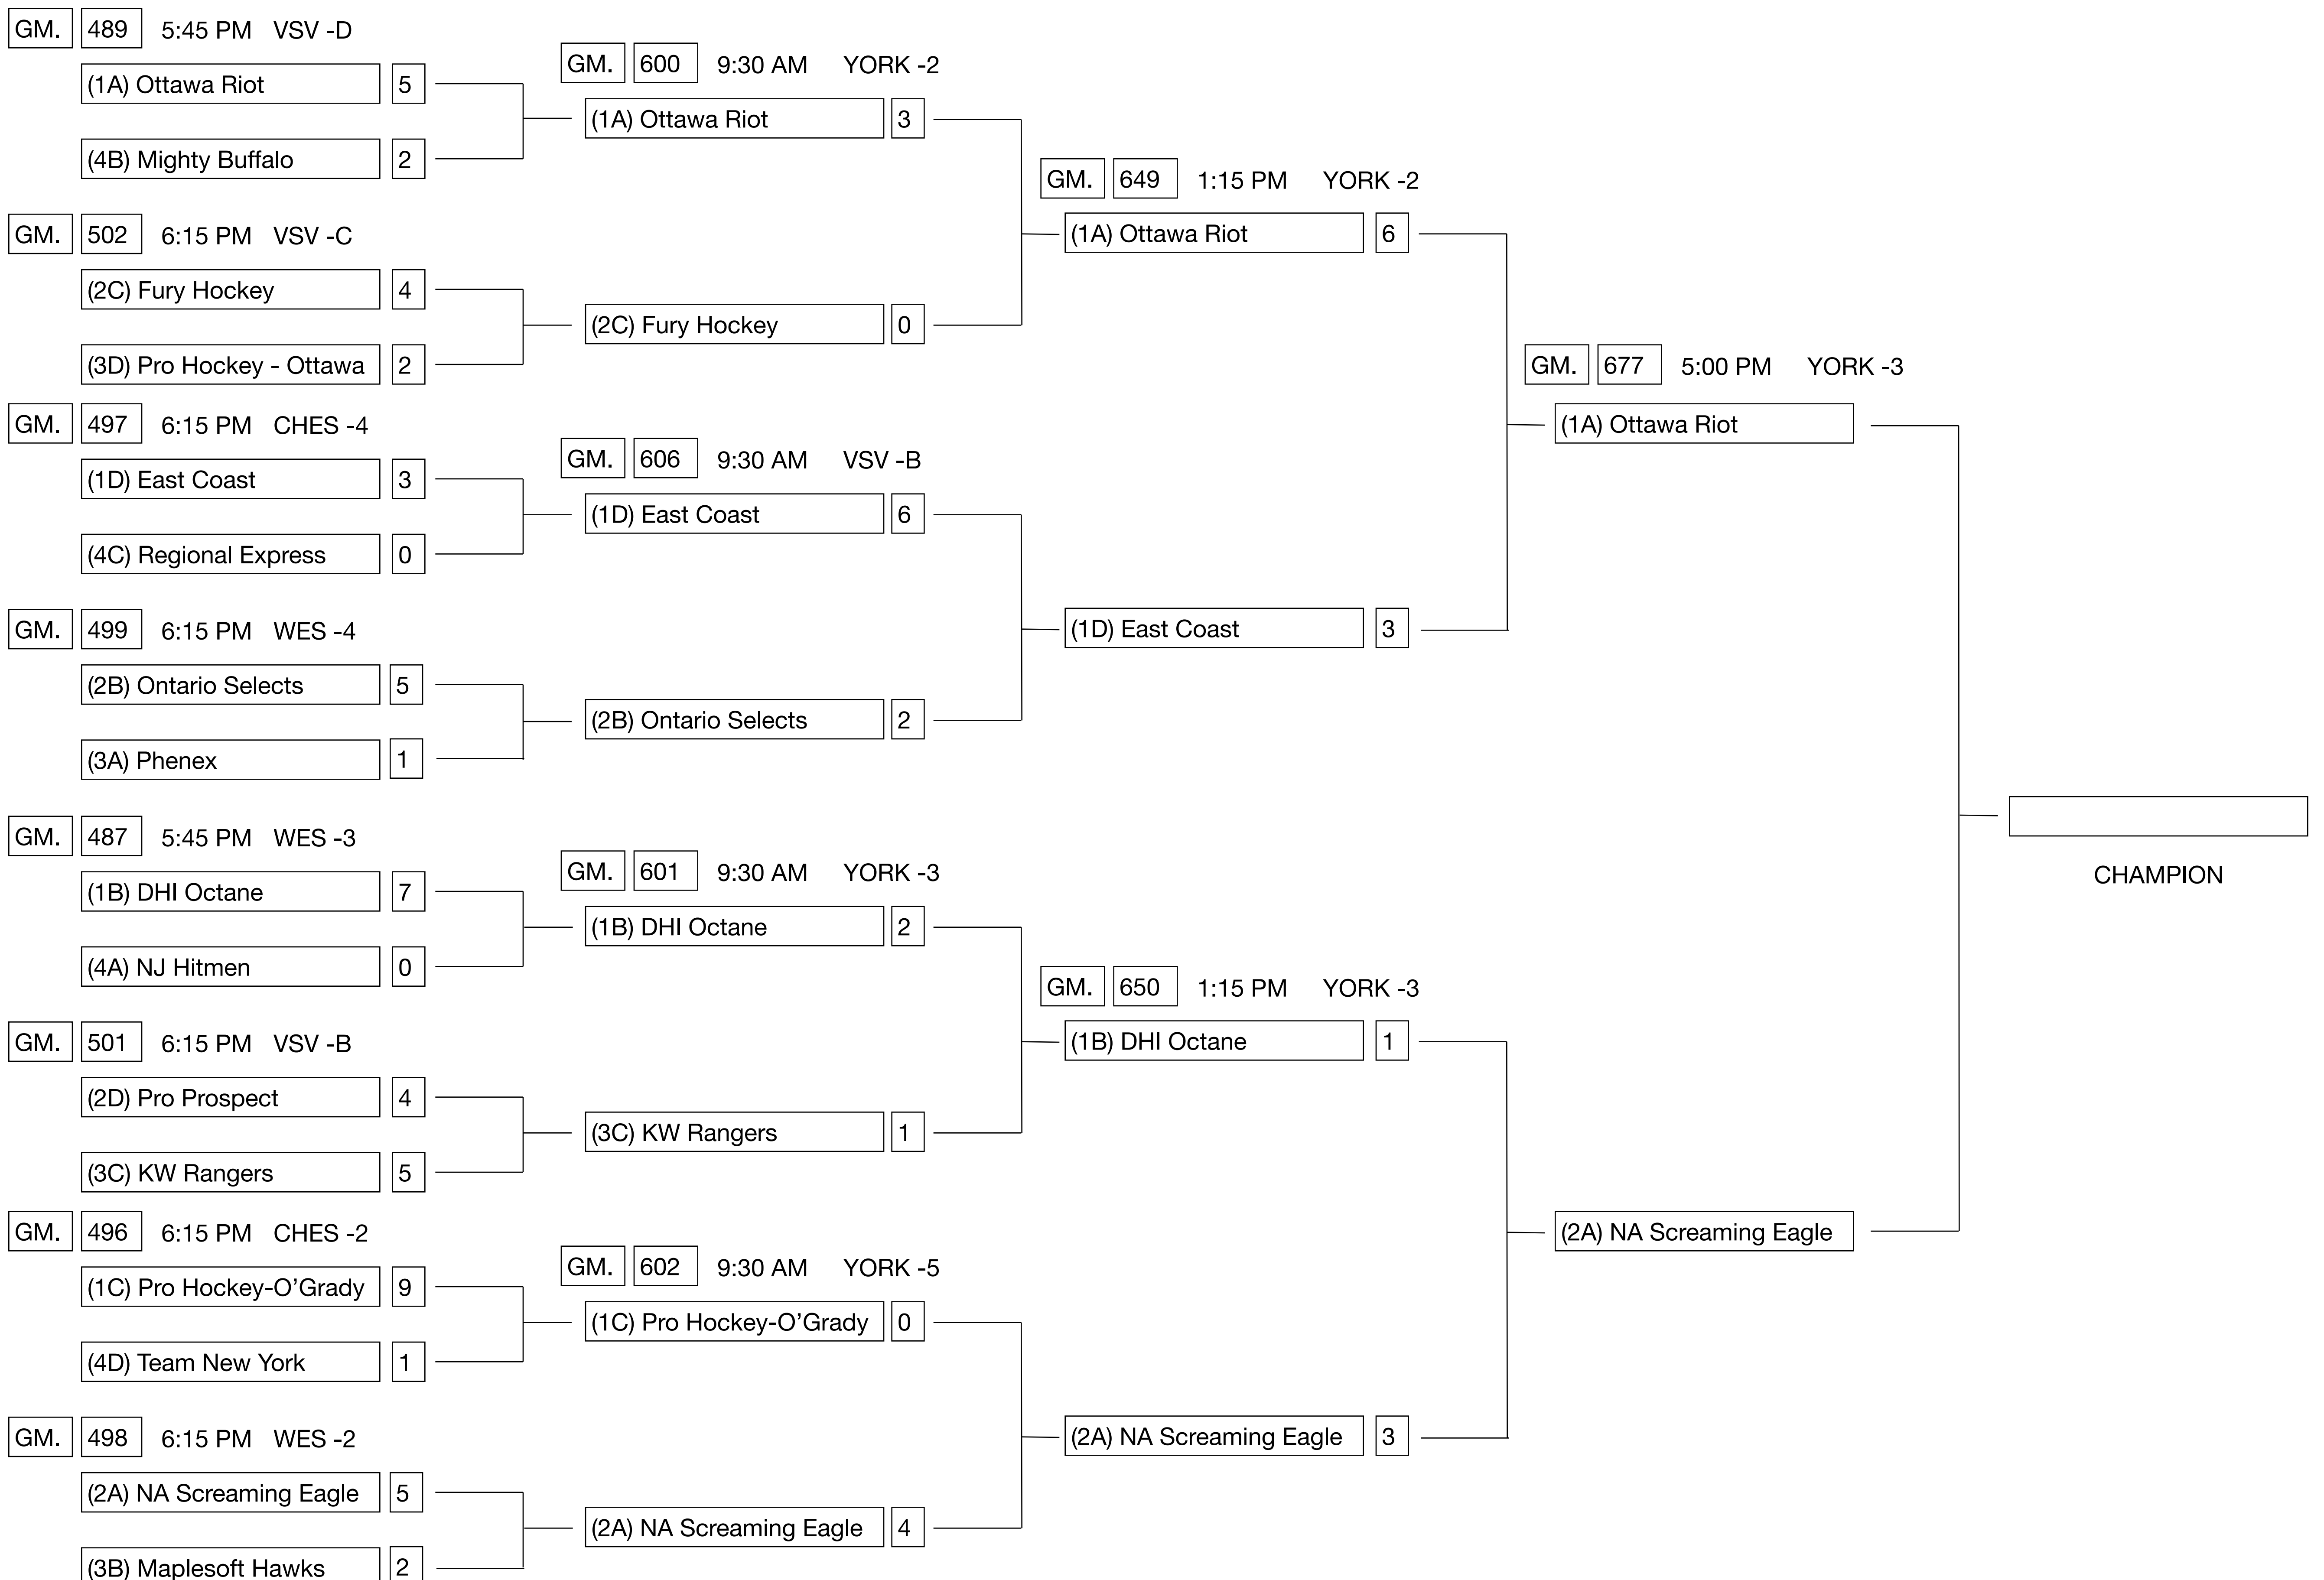 GM. 489 5:45 PM VSV -D
(1A) Ottawa Riot 5
(4B) Mighty Buffalo 2
GM. 502 6:15 PM VSV -C
(2C) Fury Hockey 4
(3D) Pro Hockey - Ottawa 2
GM. 497 6:15 PM CHES -4
(1D) East Coast 3
(4C) Regional Express 0
GM. 499 6:15 PM WES -4
(2B) Ontario Selects 5
(3A) Phenex 1
GM. 487 5:45 PM WES -3
(1B) DHI Octane 7
(4A) NJ Hitmen 0
GM. 501 6:15 PM VSV -B
(2D) Pro Prospect 4
(3C) KW Rangers 5
GM. 496 6:15 PM CHES -2
(1C) Pro Hockey-O’Grady 9
(4D) Team New York 1
GM. 498 6:15 PM WES -2
(2A) NA Screaming Eagle 5
(3B) Maplesoft Hawks 2
GM. 600 9:30 AM YORK -2
(1A) Ottawa Riot 3
(2C) Fury Hockey 0
GM. 606 9:30 AM VSV -B
(1D) East Coast 6
(2B) Ontario Selects 2
GM. 601 9:30 AM YORK -3
(1B) DHI Octane 2
(3C) KW Rangers 1
GM. 602 9:30 AM YORK -5
(1C) Pro Hockey-O’Grady 0
(2A) NA Screaming Eagle 4
GM. 649 1:15 PM YORK -2
(1A) Ottawa Riot 6
(1D) East Coast 3
GM. 650 1:15 PM YORK -3
(1B) DHI Octane 1
(2A) NA Screaming Eagle 3
GM. 677 5:00 PM YORK -3
(1A) Ottawa Riot
(2A) NA Screaming Eagle
CHAMPION